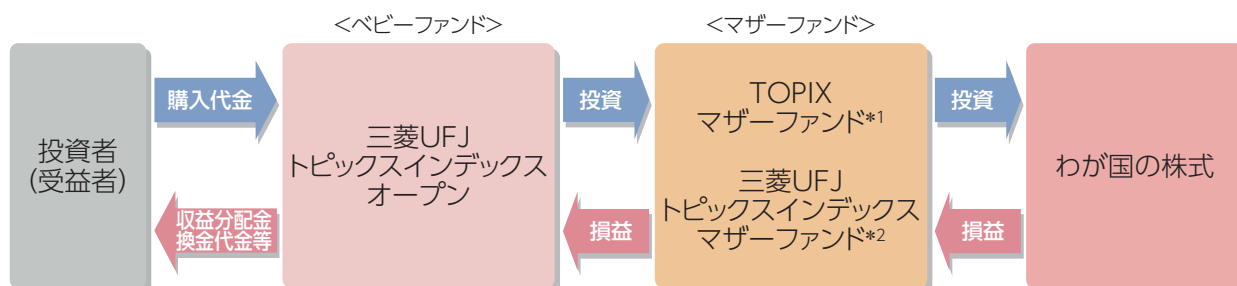 <ベビーファンド>
<マザーファンド>
投資者
(受益者)
購入代金
収益分配金
換金代金等
三菱UFJ
トピックスインデックス
オープン
投資
損益
TOPIX
マザーファンド*1
三菱UFJ
トピックスインデックス
マザーファンド*2
投資
損益
わが国の株式